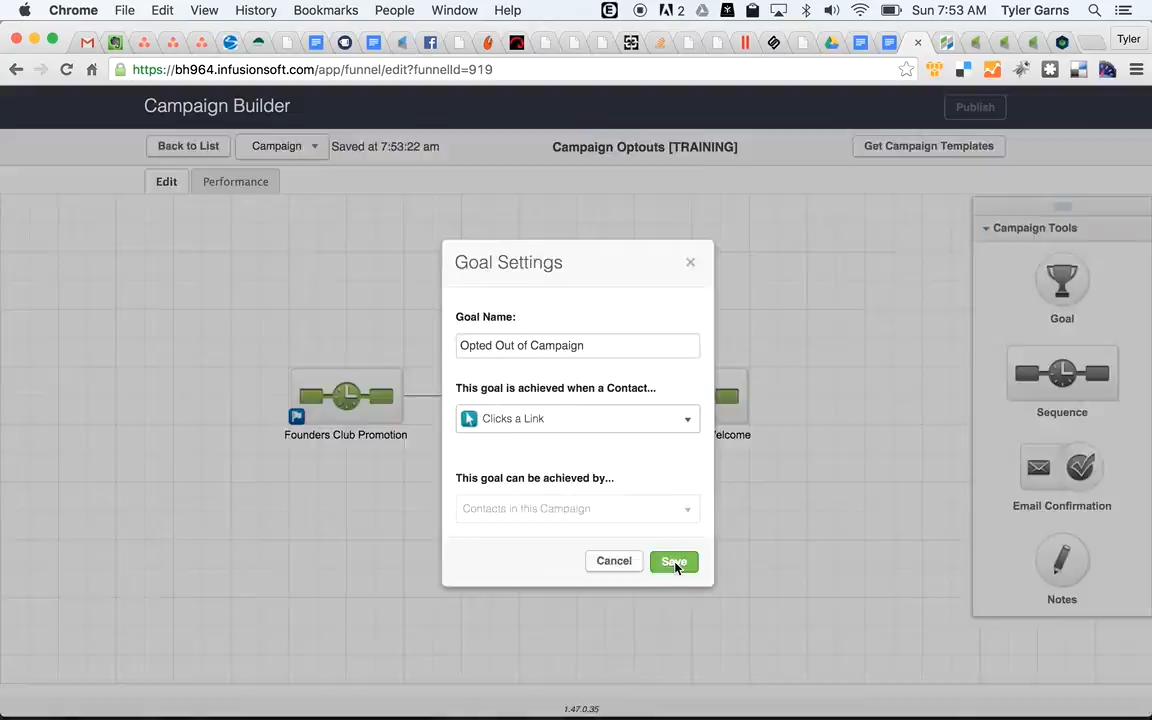 Chrome File Edit View History Bookmarks People Window Help 2 Sun 7:53 AM Tyler Garns
Tyler
https://bh964.infusionsoft.com/app/funnel/edit?funnelId=919
Campaign Builder
Publish
Back to List
Campaign
Saved at 7:53:22 am
Campaign Optouts [TRAINING]
Get Campaign Templates
Edit
Performance
Campaign Tools
Goal
Sequence
Email Confirmation
Notes
Founders Club Promotion
elcome
Goal Settings
×
Goal Name:
Opted Out of Campaign
This goal is achieved when a Contact...
Clicks a Link
This goal can be achieved by...
Contacts in this Campaign
Cancel
Save
1.47.0.35